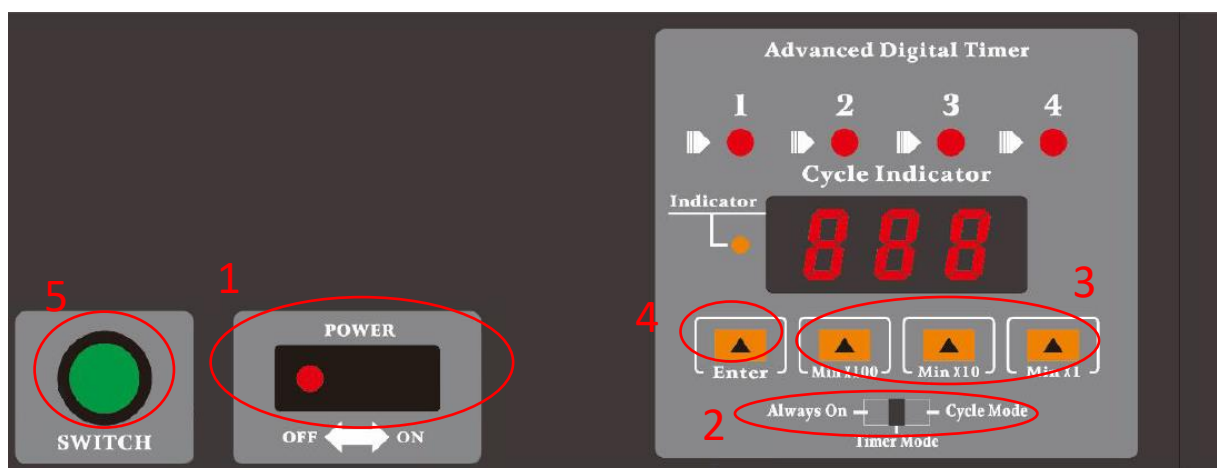 Advanced Digital Timer
1 2 3 4
Cycle Indicator
Indicator
888
5
1
4
3
POWER
Enter
Min X100
Min X10
Min X1
2
Always On
Cycle Mode
Timer Mode
SWITCH
OFF
ON